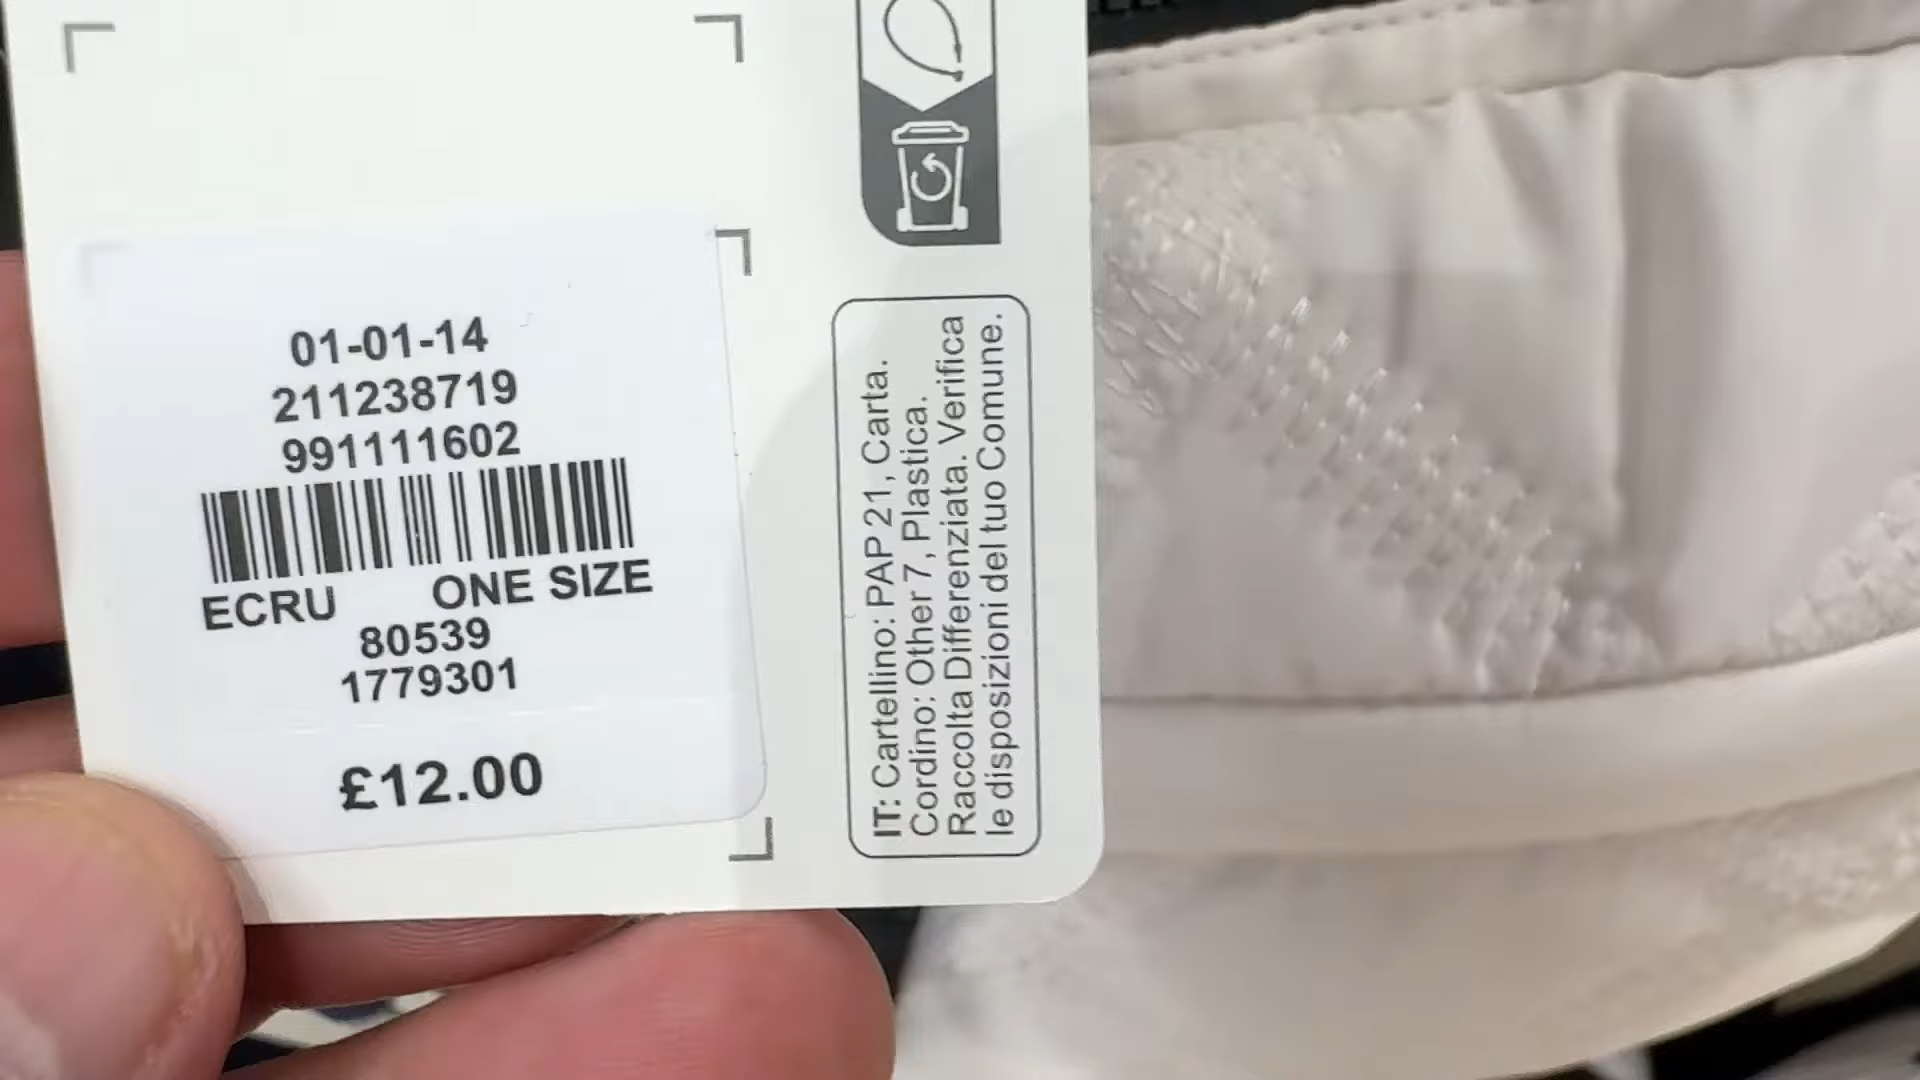 01-01-14
211238719
991111602
ECRU ONE SIZE
80539
1779301
£12.00
IT: Cartellino: PAP 21, Carta.
Cordino: Other 7, Plastica.
Raccolta Differenziata. Verifica
le disposizioni del tuo Comune.